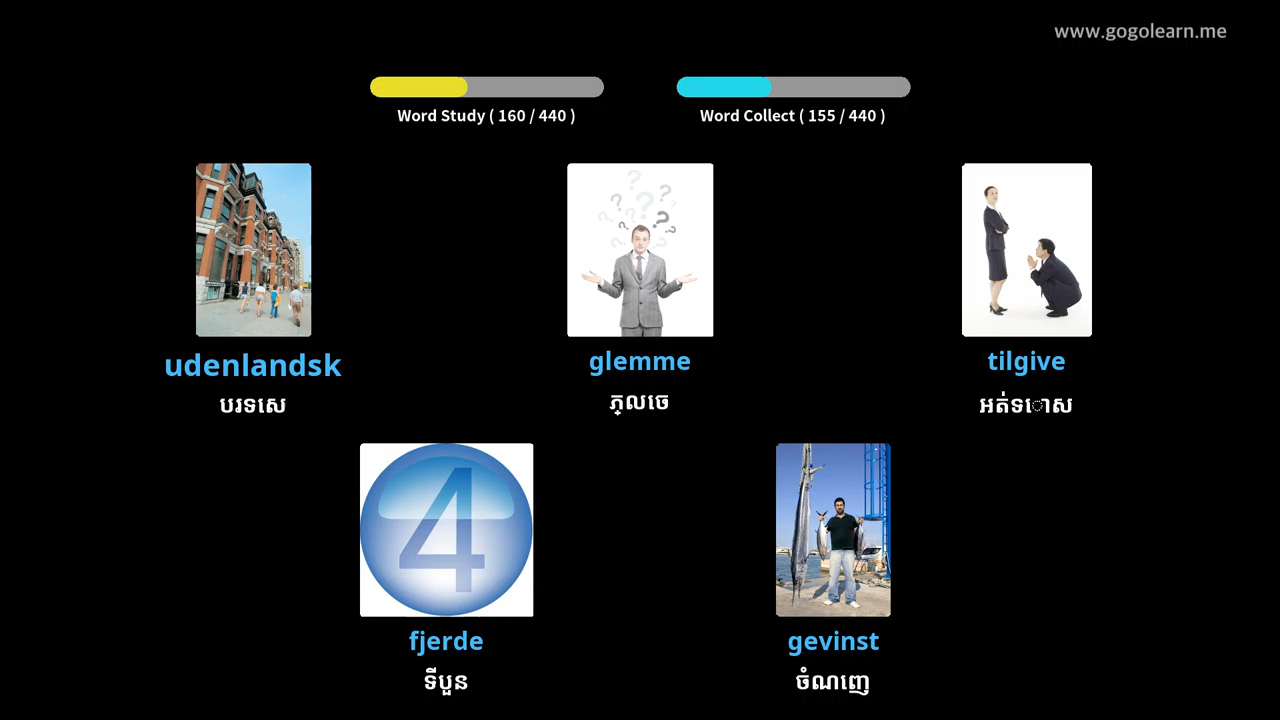 www.gogolearn.me
Word Study ( 160 / 440 )
Word Collect ( 155 / 440 )
udenlandsk
បរទេស
glemme
ភ្លេច
tilgive
អត់ទោស
4
fjerde
ទីបួន
gevinst
ចំណេញ